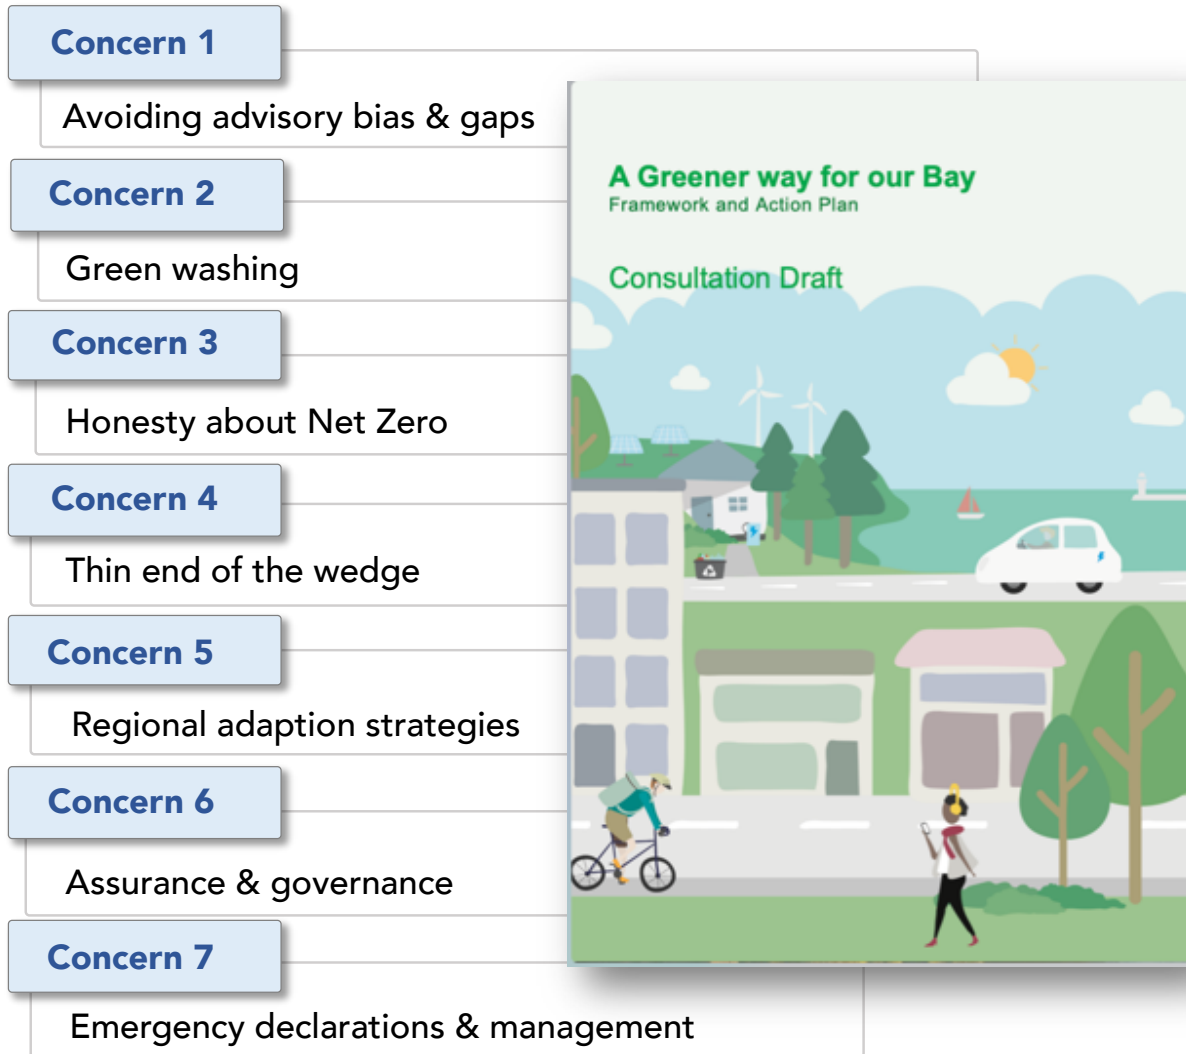 Concern 1
Avoiding advisory bias & gaps
Concern 2
Green washing
Concern 3
Honesty about Net Zero
Concern 4
Thin end of the wedge
Concern 5
Regional adaption strategies
Concern 6
Assurance & governance
Concern 7
Emergency declarations & management
A Greener way for our Bay
Framework and Action Plan
Consultation Draft